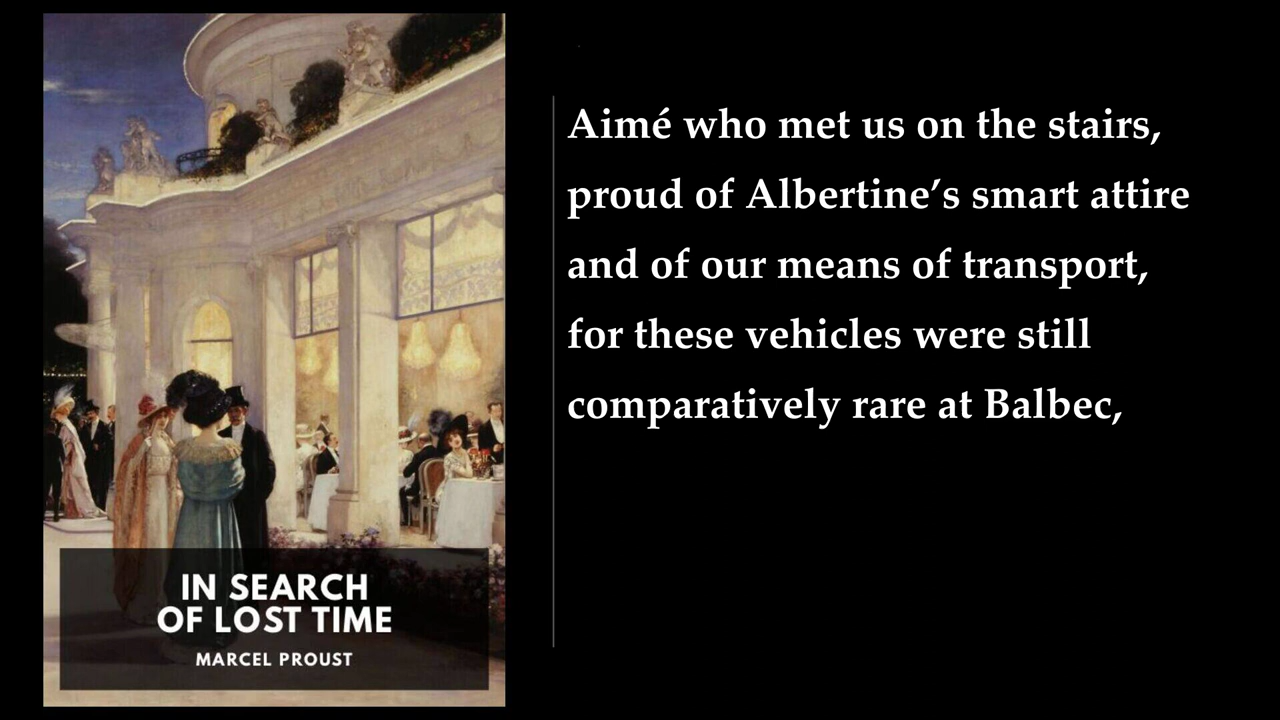 Aimé who met us on the stairs,
proud of Albertine’s smart attire
and of our means of transport,
for these vehicles were still
comparatively rare at Balbec,
IN SEARCH
OF LOST TIME
MARCEL PROUST